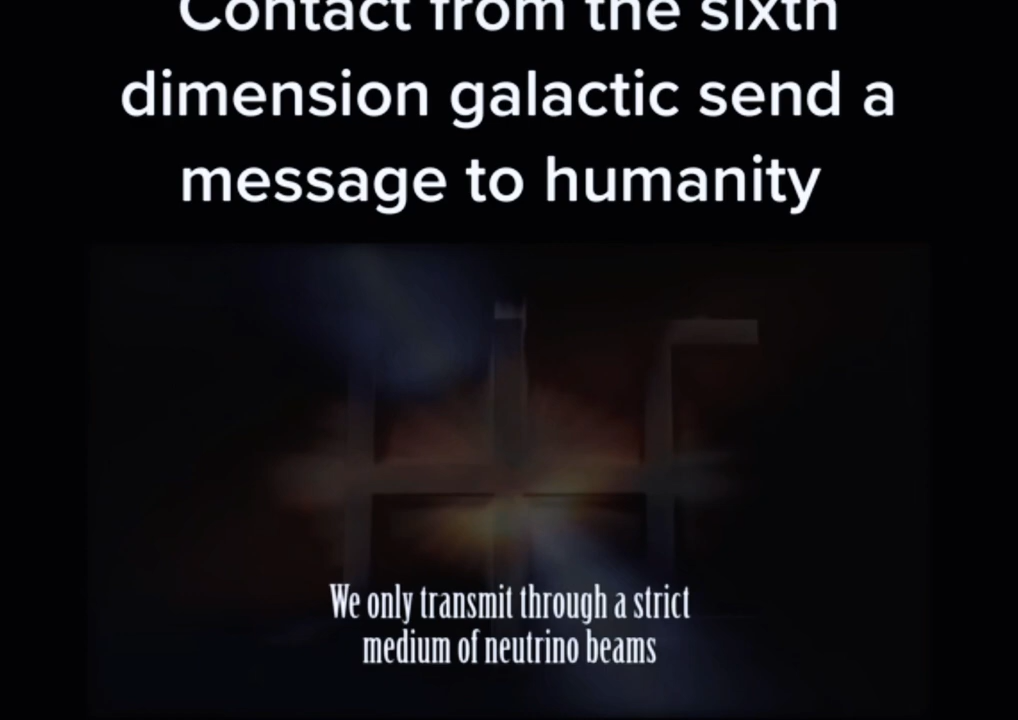 Contact from the sixth
dimension galactic send a
message to humanity
We only transmit through a strict
medium of neutrino beams